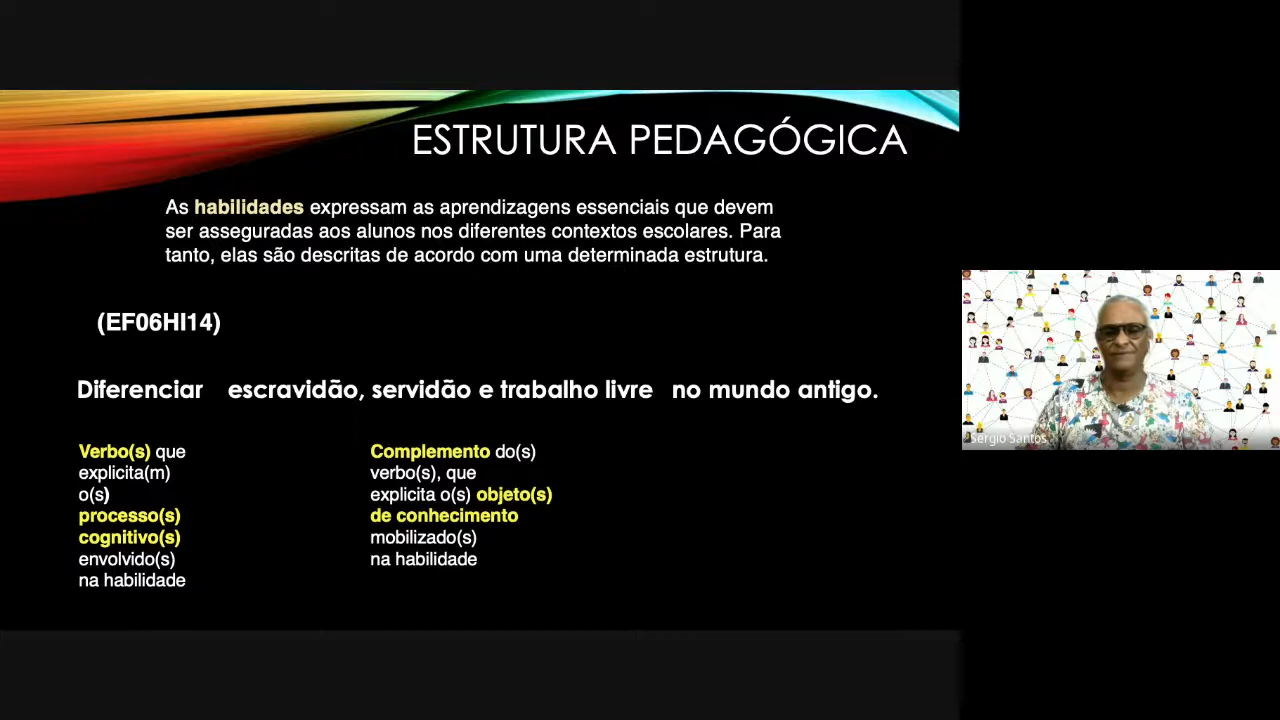 ESTRUTURA PEDAGÓGICA
As habilidades expressam as aprendizagens essenciais que devem
ser asseguradas aos alunos nos diferentes contextos escolares. Para
tanto, elas são descritas de acordo com uma determinada estrutura.
(EF06HI14)
Diferenciar escravidão, servidão e trabalho livre no mundo antigo.
Verbo(s) que
explicita(m)
o(s)
processo(s)
cognitivo(s)
envolvido(s)
na habilidade
Complemento do(s)
verbo(s), que
explicita o(s) objeto(s)
de conhecimento
mobilizado(s)
na habilidade
Sergio Santos